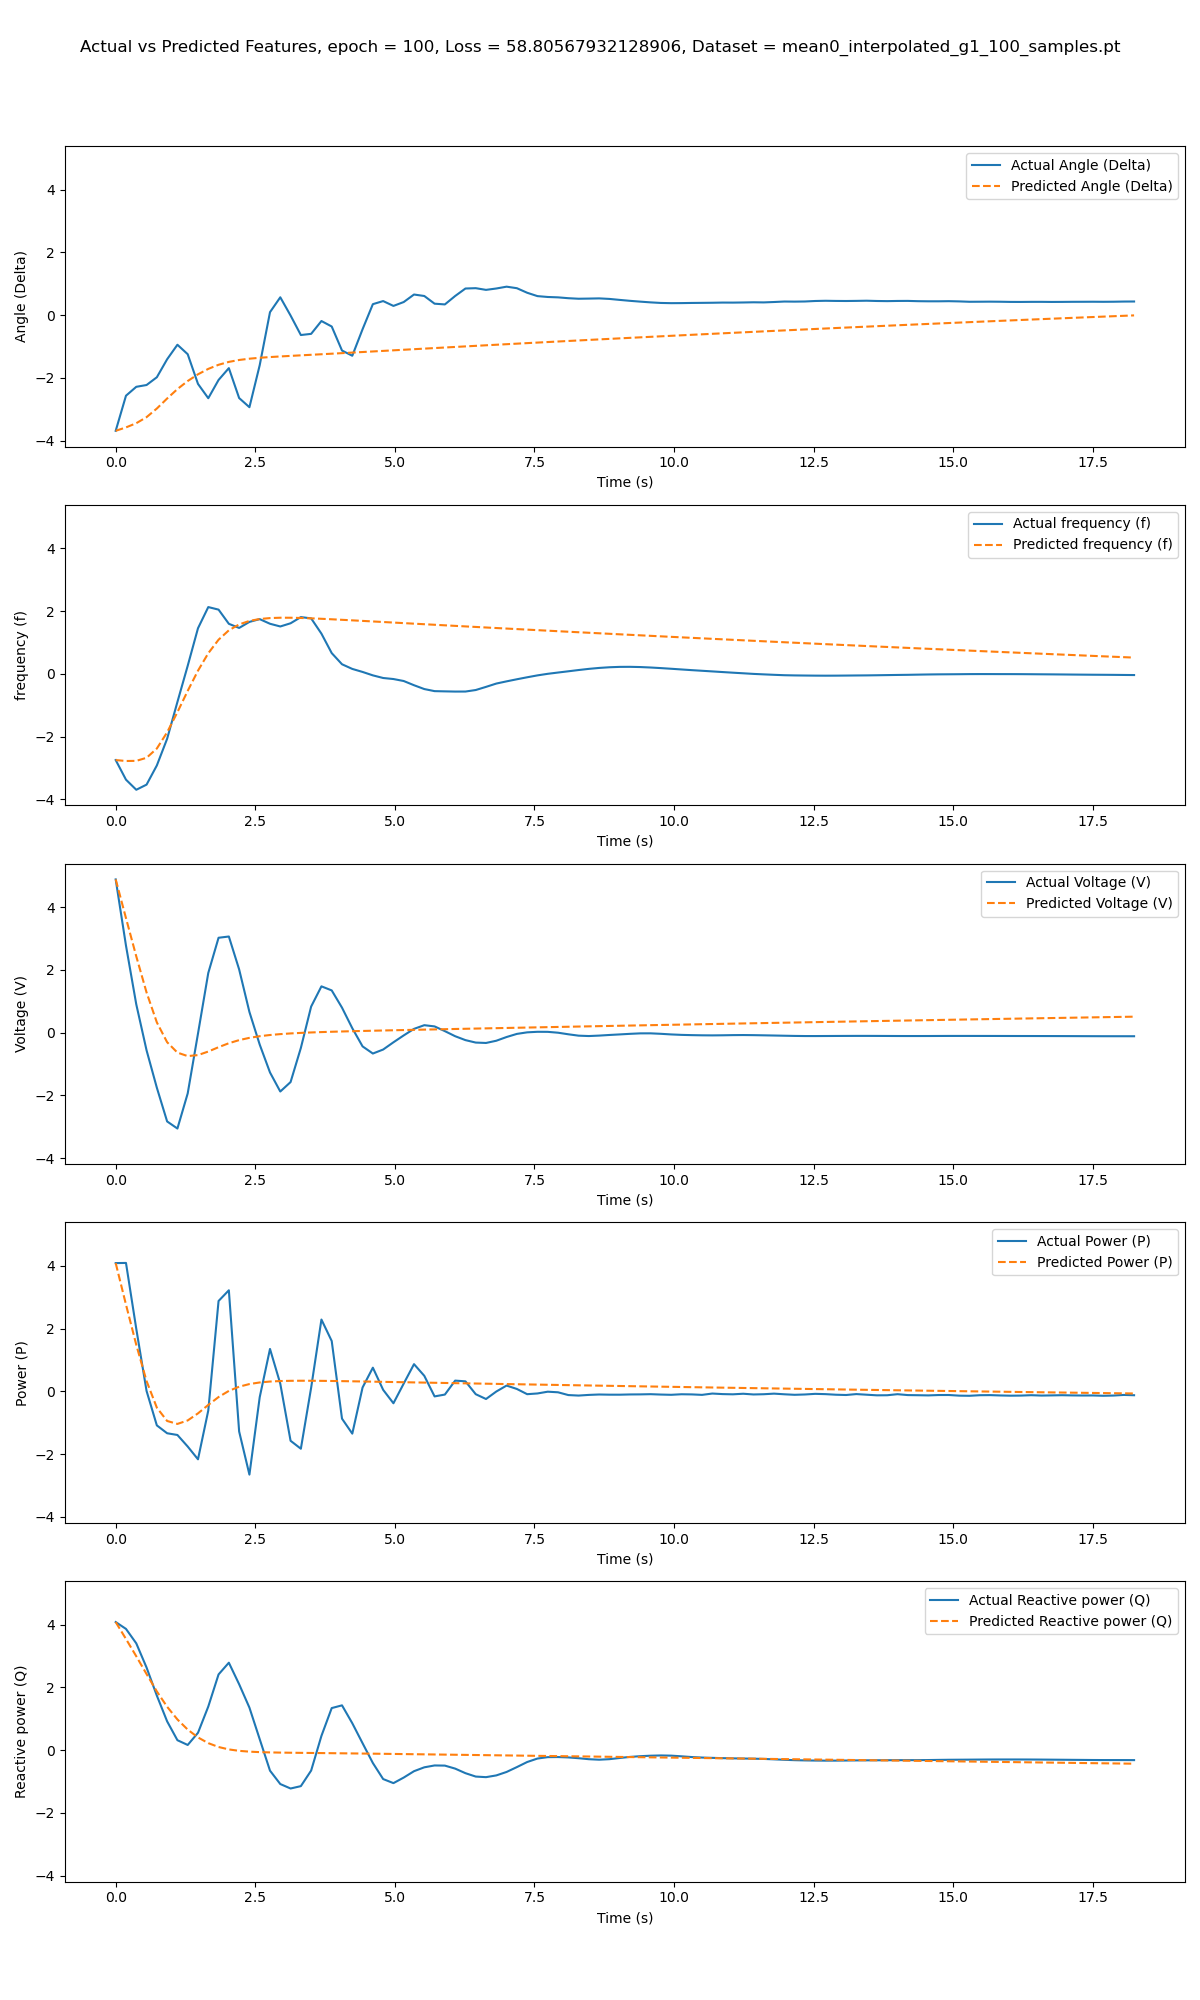 Actual vs Predicted Features, epoch = 100, Loss = 58.80567932128906, Dataset = mean0_interpolated_g1_100_samples.pt
Actual Angle (Delta)
Predicted Angle (Delta)
Angle (Delta)
4
2
0
−2
−4
0.0 2.5 5.0 7.5 10.0 12.5 15.0 17.5
Time (s)
Actual frequency (f)
Predicted frequency (f)
frequency (f)
4
2
0
−2
−4
0.0 2.5 5.0 7.5 10.0 12.5 15.0 17.5
Time (s)
Actual Voltage (V)
Predicted Voltage (V)
Voltage (V)
4
2
0
−2
−4
0.0 2.5 5.0 7.5 10.0 12.5 15.0 17.5
Time (s)
Actual Power (P)
Predicted Power (P)
Power (P)
4
2
0
−2
−4
0.0 2.5 5.0 7.5 10.0 12.5 15.0 17.5
Time (s)
Actual Reactive power (Q)
Predicted Reactive power (Q)
Reactive power (Q)
4
2
0
−2
−4
0.0 2.5 5.0 7.5 10.0 12.5 15.0 17.5
Time (s)